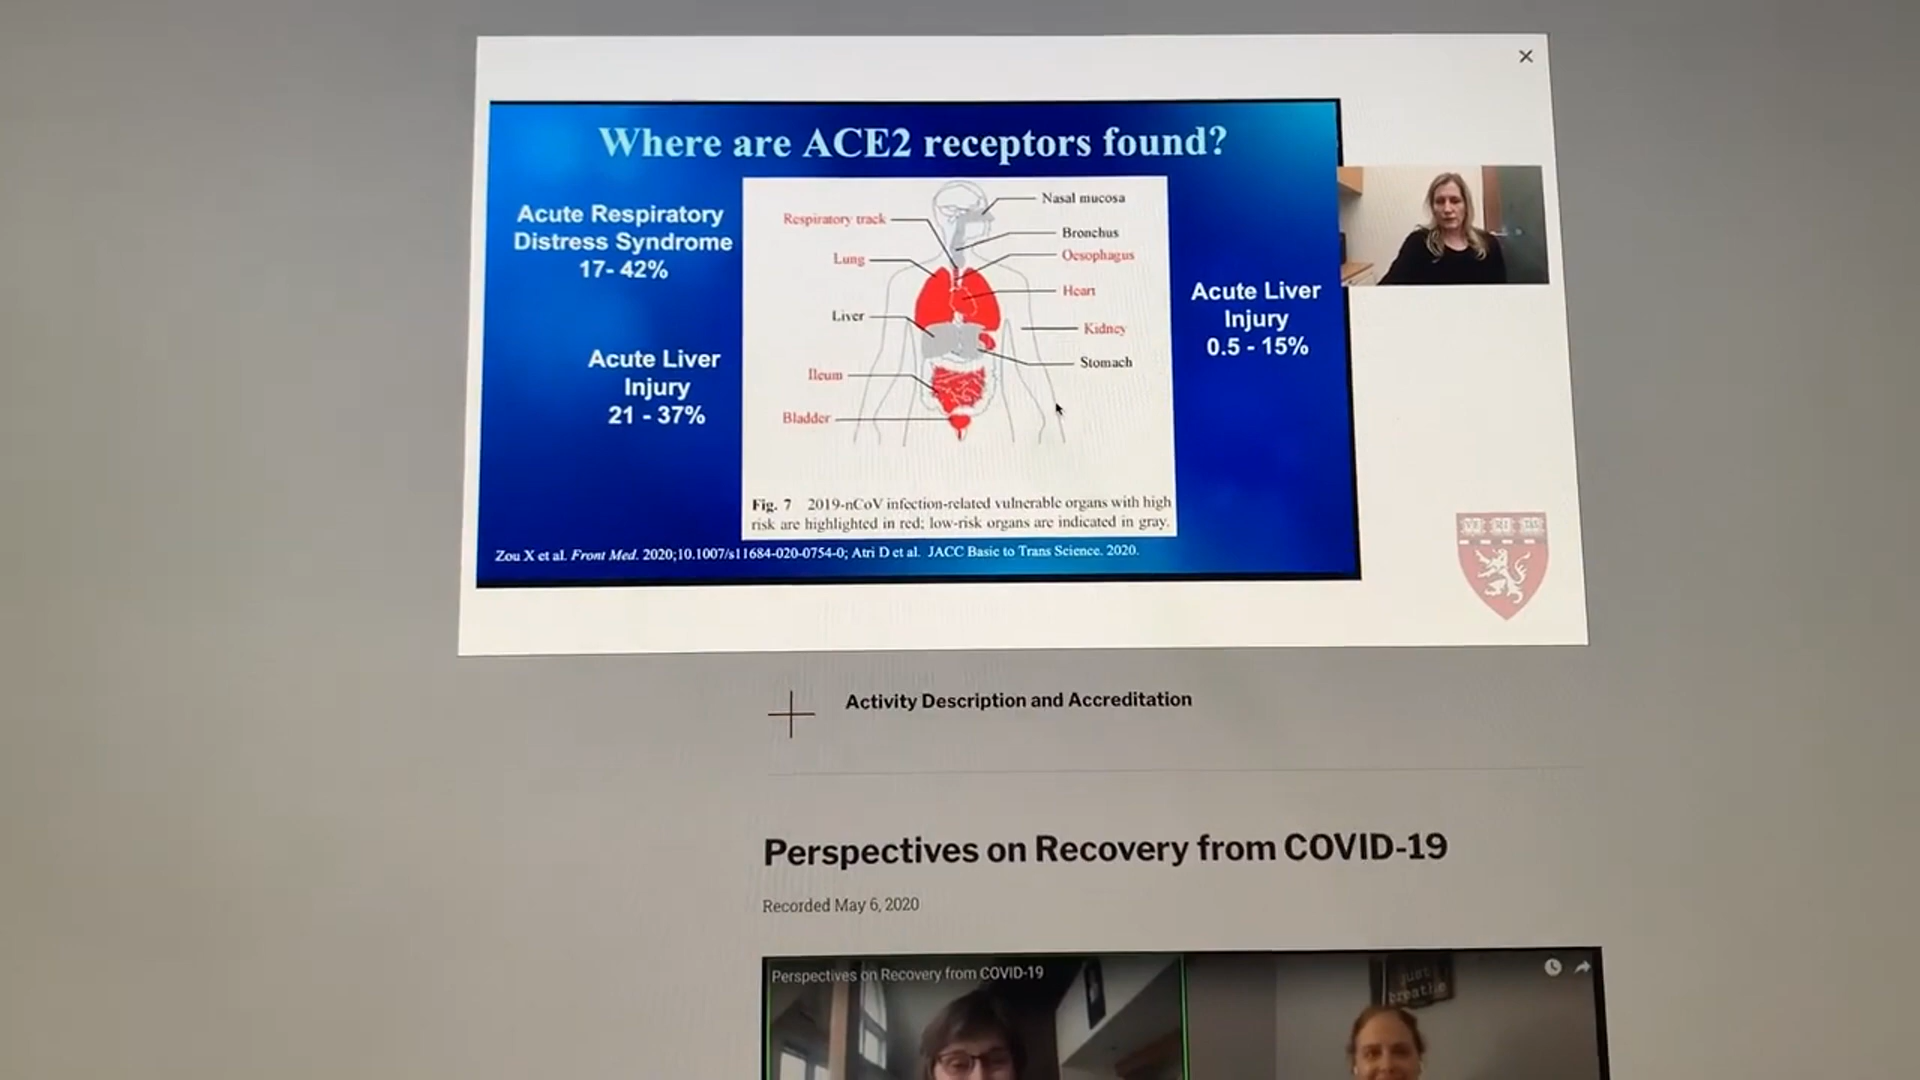 Where are ACE2 receptors found?
Acute Respiratory
Distress Syndrome
17- 42%
Acute Liver
Injury
21 - 37%
Respiratory track
Lung
Liver
Ileum
Bladder
Nasal mucosa
Bronchus
Oesophagus
Heart
Kidney
Stomach
Acute Liver
Injury
0.5 - 15%
Fig. 7 2019-nCoV infection-related vulnerable organs with high
risk are highlighted in red; low-risk organs are indicated in gray.
Zou X et al. Front Med. 2020;10.1007/s11684-020-0754-0; Atri D et al. JACC Basic to Trans Science. 2020.
VE RI TAS
Activity Description and Accreditation
Perspectives on Recovery from COVID-19
Recorded May 6, 2020
Perspectives on Recovery from COVID-19
just
breathe